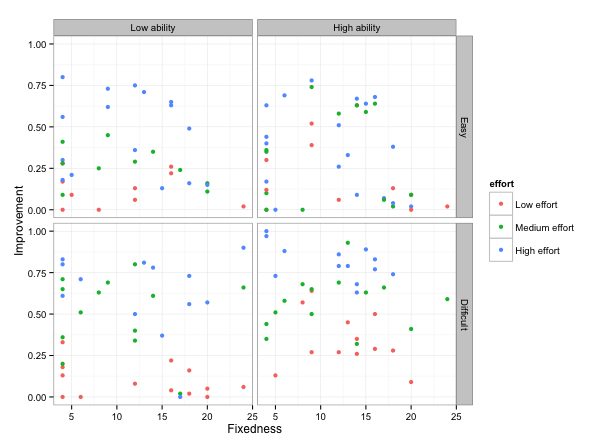 Low ability
High ability
1.00
0.75
0.50
0.25
0.00
Easy
Improvement
effort
Low effort
Medium effort
High effort
1.00
0.75
0.50
0.25
0.00
Difficult
5 10 15 20 25 5 10 15 20 25
Fixedness